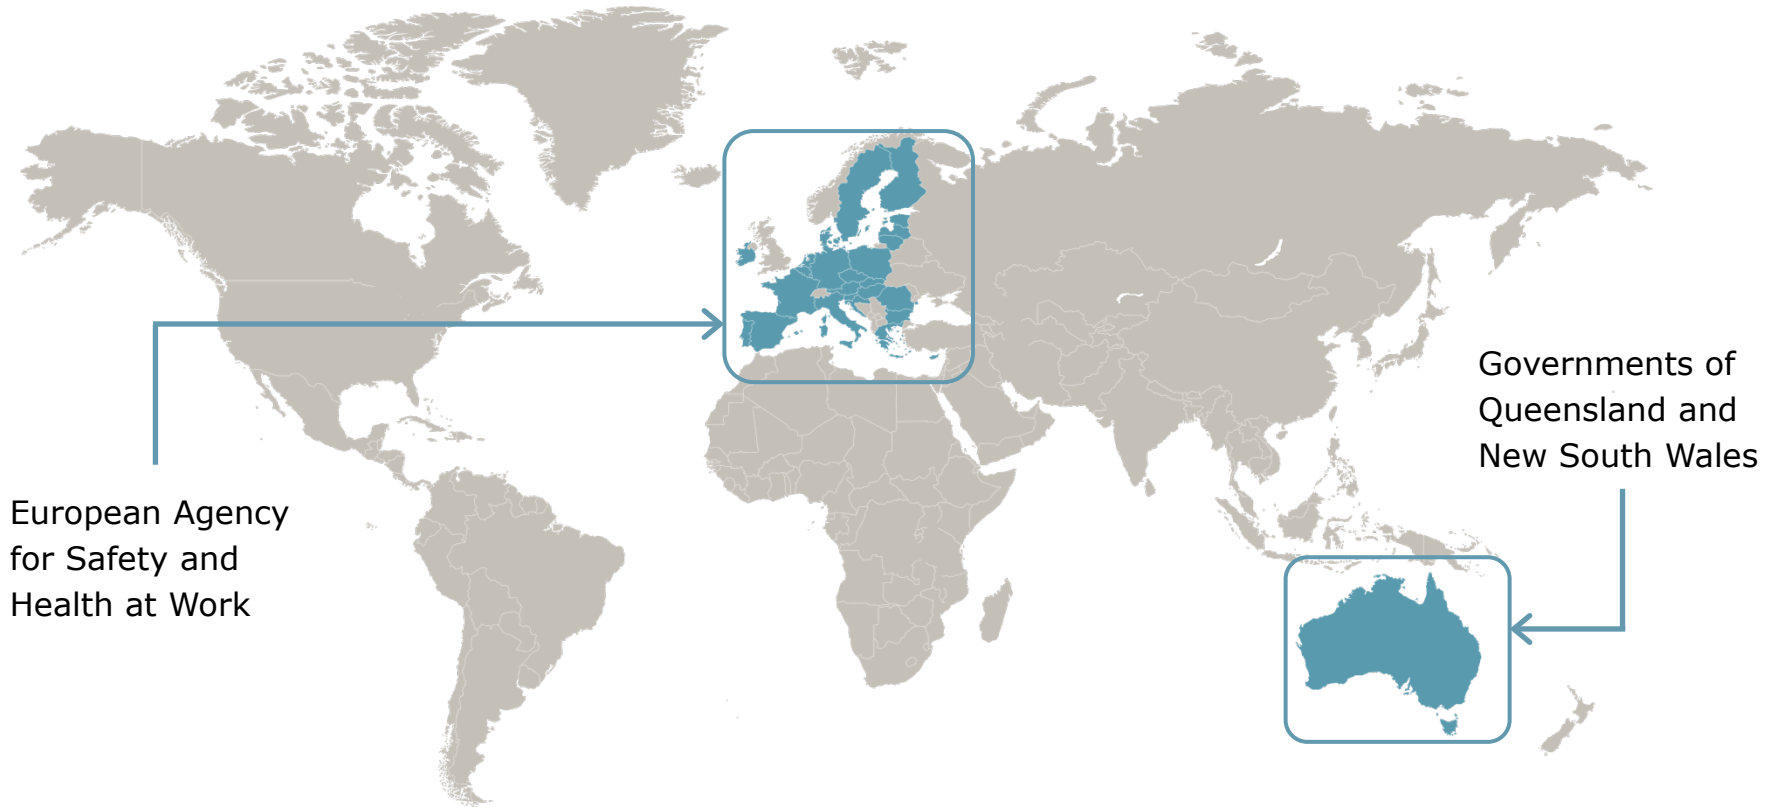 European Agency
for Safety and
Health at Work
Governments of
Queensland and
New South Wales